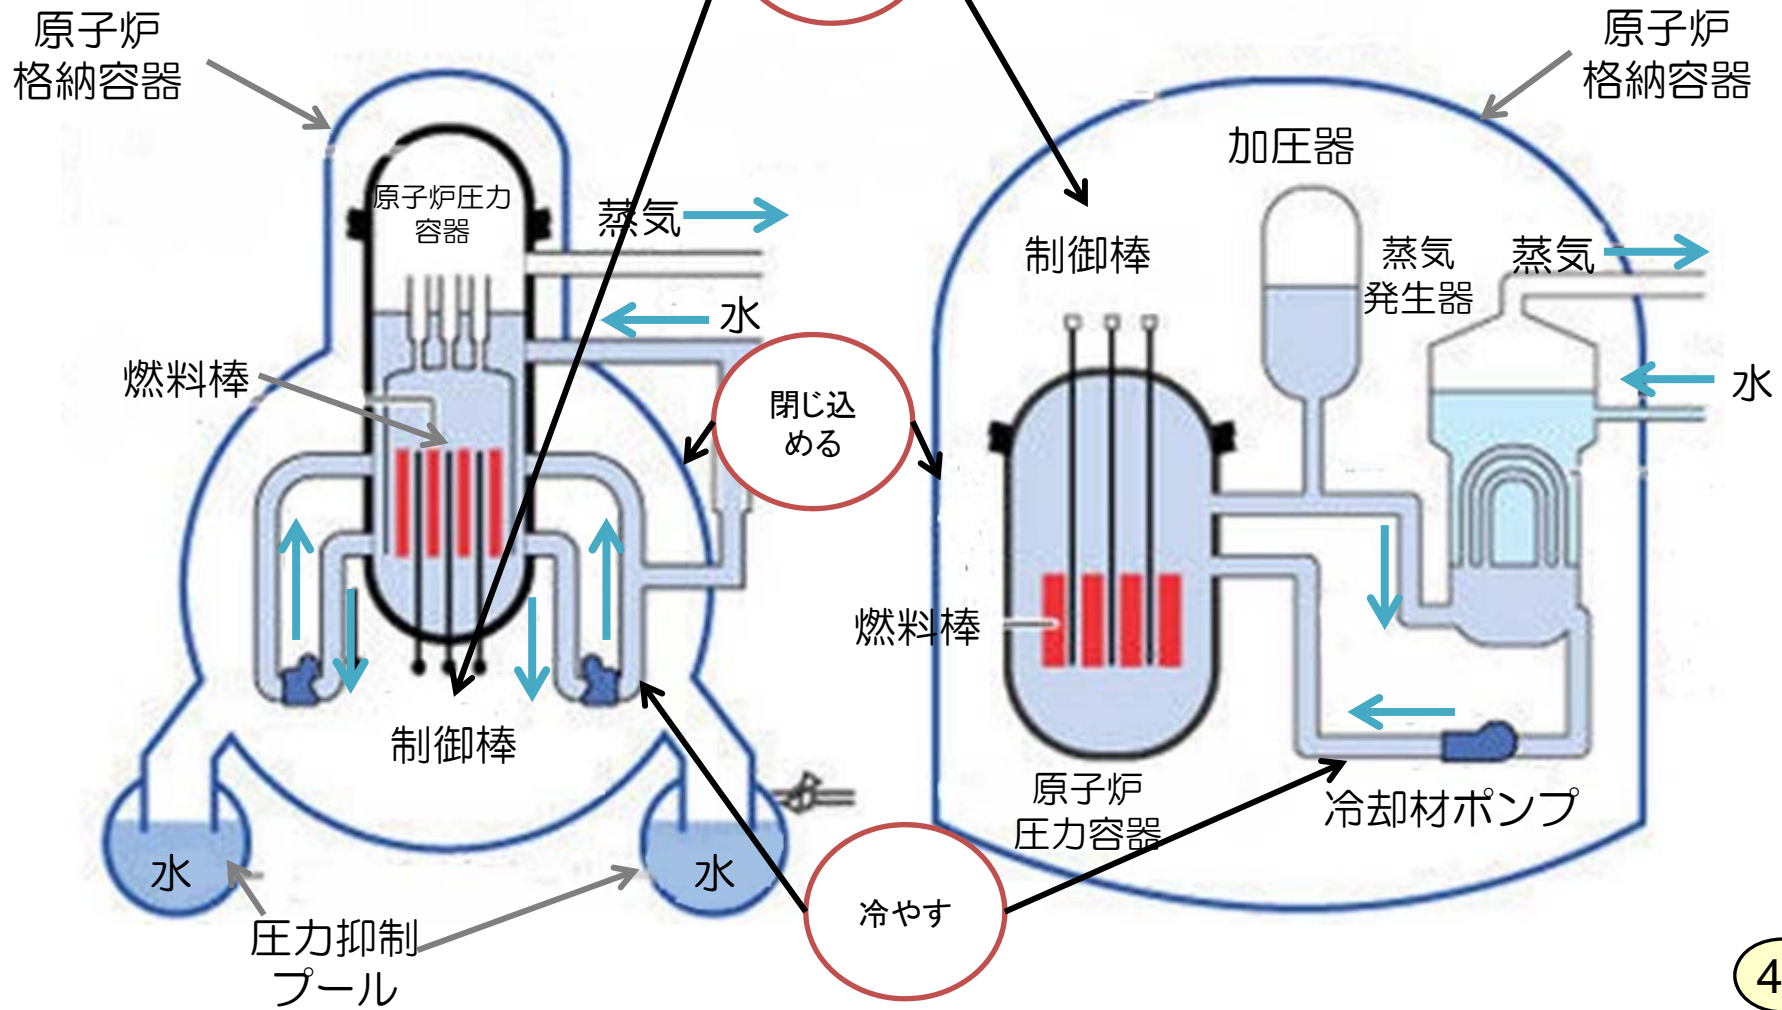 原子炉
格納容器
原子炉圧力
容器
蒸気
水
燃料棒
制御棒
水
水
圧力抑制
プール
閉じ込
める
冷やす
原子炉
格納容器
加圧器
制御棒
蒸気
発生器
蒸気
水
燃料棒
原子炉
圧力容器
冷却材ポンプ
4